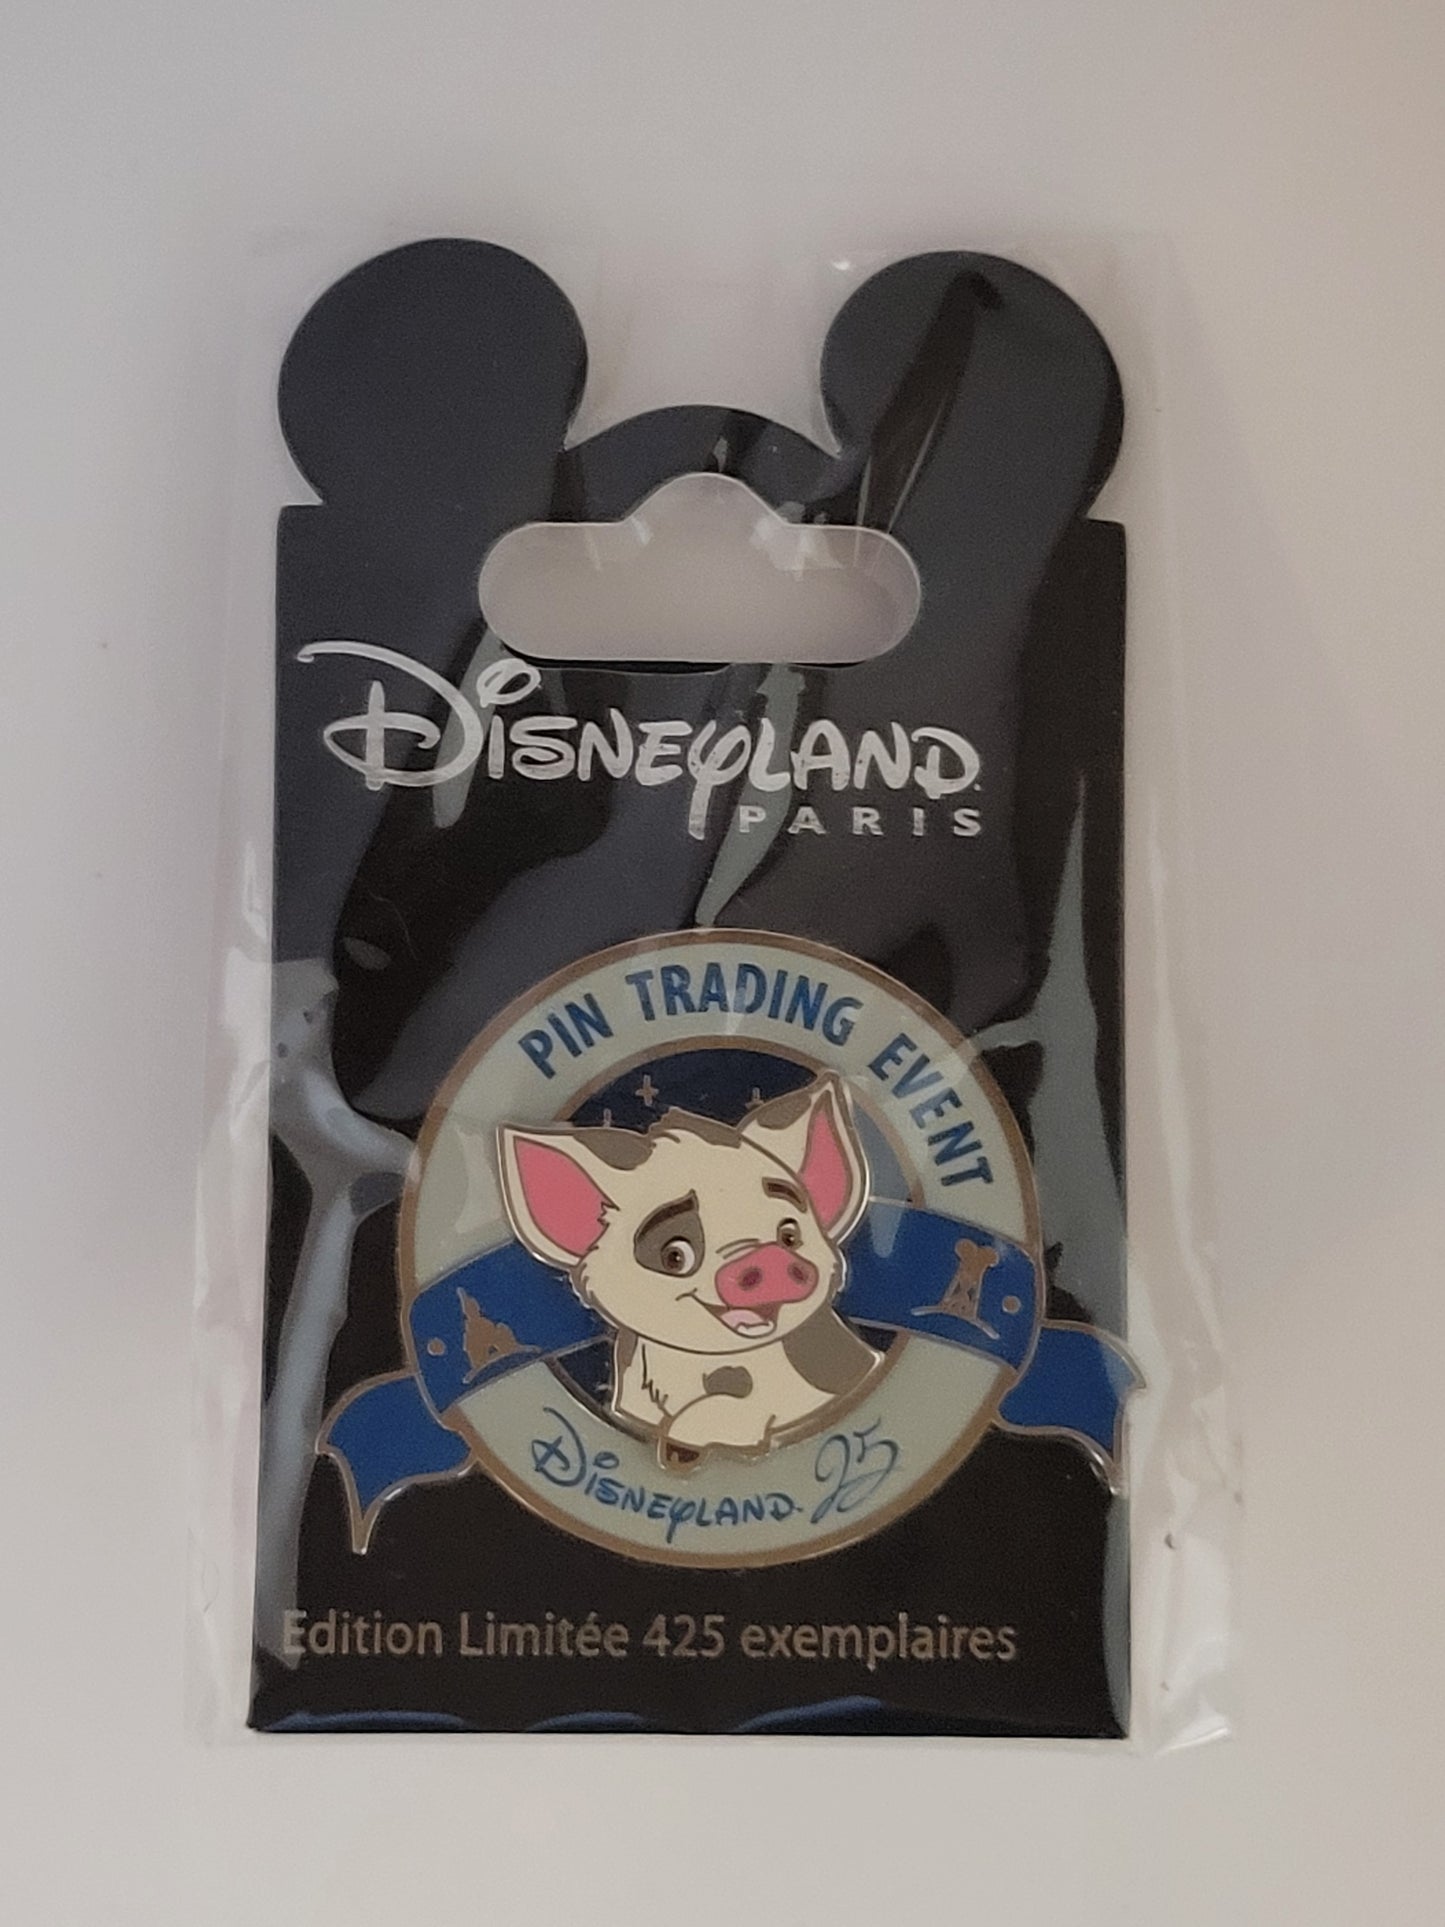 Disneyland
PARIS
PIN TRADING EVENT
Disneyland 25
Edition Limitée 425 exemplaires